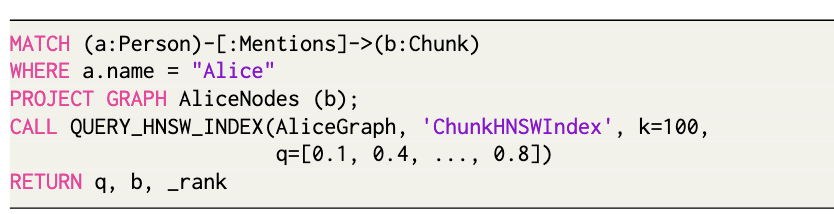 MATCH (a:Person)-[:Mentions]->(b:Chunk)
WHERE a.name = "Alice"
PROJECT GRAPH AliceNodes (b);
CALL QUERY_HNSW_INDEX(AliceGraph, 'ChunkHNSWIndex', k=100,
q=[0.1, 0.4, ..., 0.8])
RETURN q, b, _rank